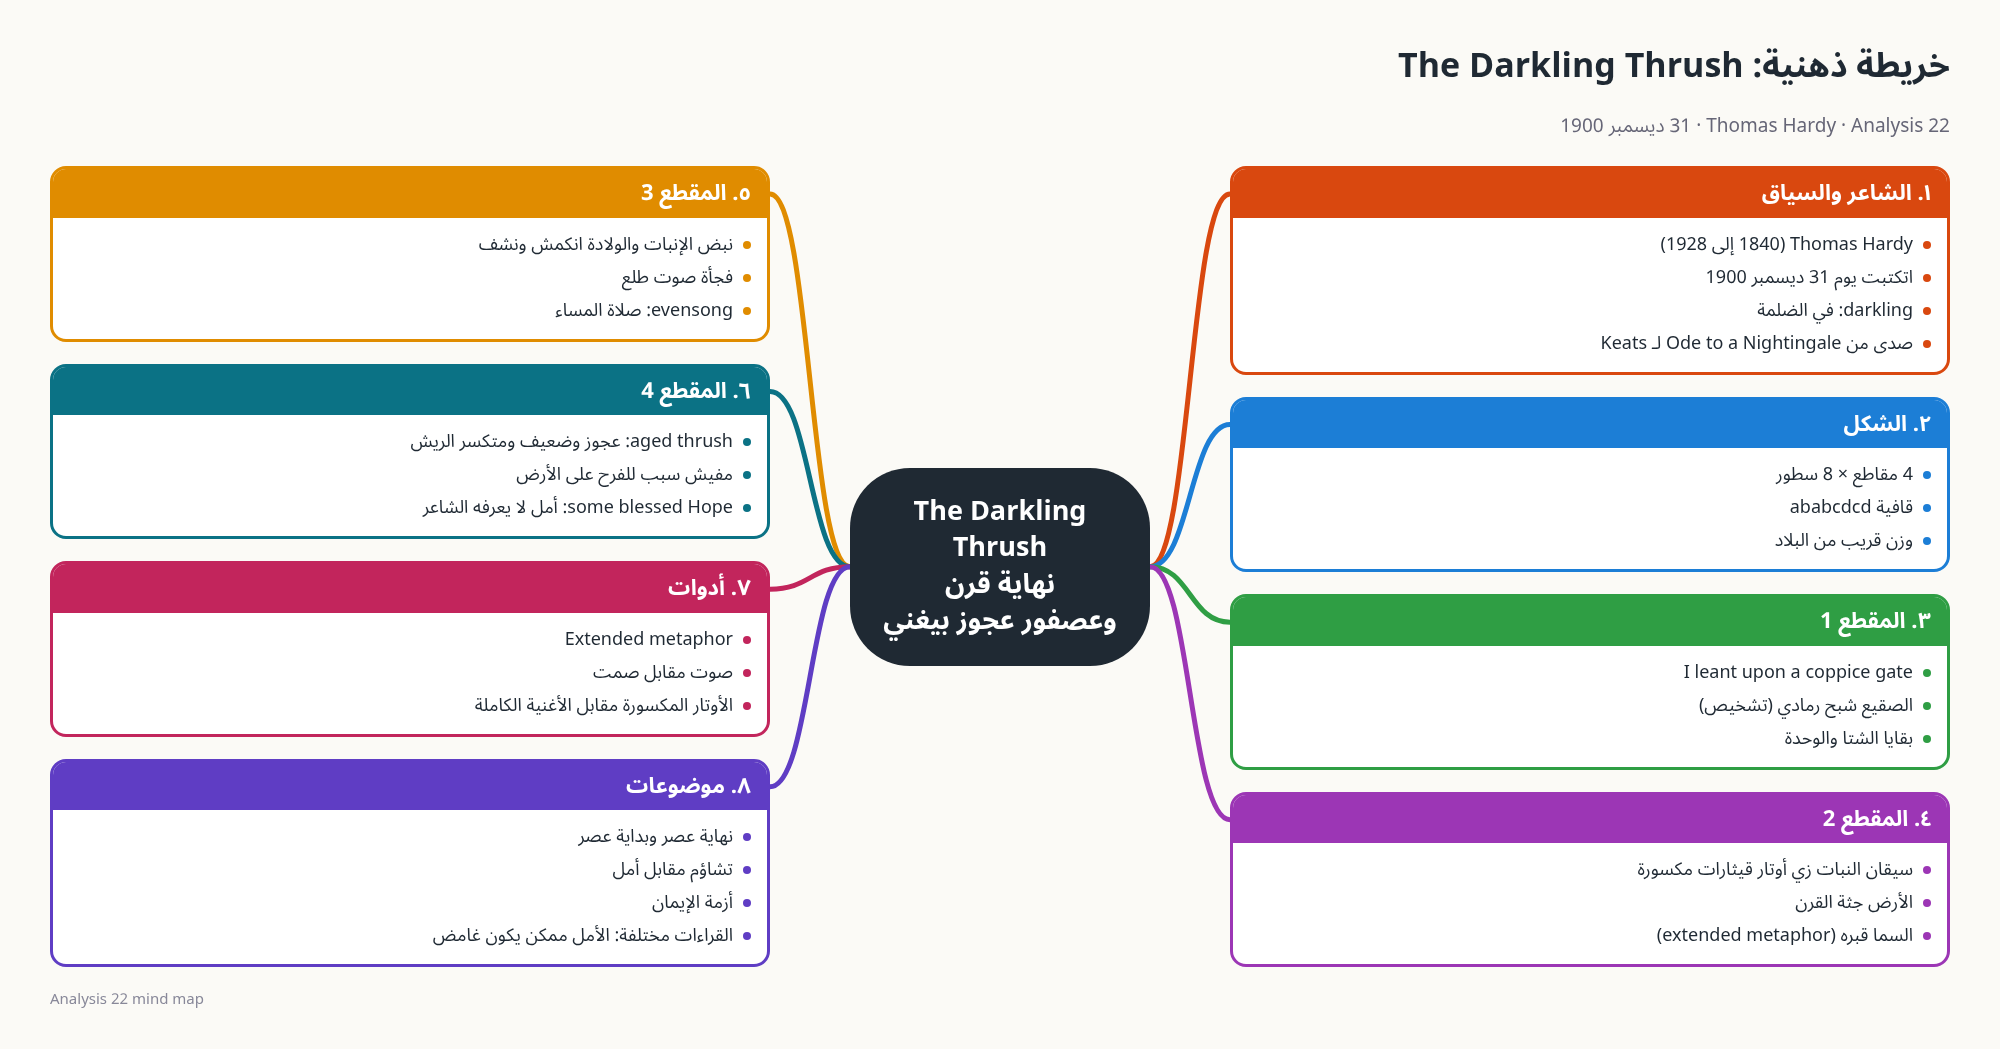 خريطة ذهنية: The Darkling Thrush
Thomas Hardy · Analysis 22 · 31 ديسمبر 1900
١. الشاعر والسياق
Thomas Hardy (1840 إلى 1928)
اتكتبت يوم 31 ديسمبر 1900
darkling: في الضلمة
صدى من Ode to a Nightingale لـ Keats
٢. الشكل
4 مقاطع × 8 سطور
قافية ababcdcd
وزن قريب من البلاد
٣. المقطع 1
I leant upon a coppice gate
الصقيع شبح رمادي (تشخيص)
بقايا الشتا والوحدة
٤. المقطع 2
سيقان النبات زي أوتار قيثارات مكسورة
الأرض جثة القرن
السما قبره (extended metaphor)
The Darkling
Thrush
نهاية قرن
وعصفور عجوز بيغني
٥. المقطع 3
نبض الإنبات والولادة انكمش ونشف
فجأة صوت طلع
evensong: صلاة المساء
٦. المقطع 4
aged thrush: عجوز وضعيف ومتكسر الريش
مفيش سبب للفرح على الأرض
some blessed Hope: أمل لا يعرفه الشاعر
٧. أدوات
Extended metaphor
صوت مقابل صمت
الأوتار المكسورة مقابل الأغنية الكاملة
٨. موضوعات
نهاية عصر وبداية عصر
تشاؤم مقابل أمل
أزمة الإيمان
القراءات مختلفة: الأمل ممكن يكون غامض
Analysis 22 mind map